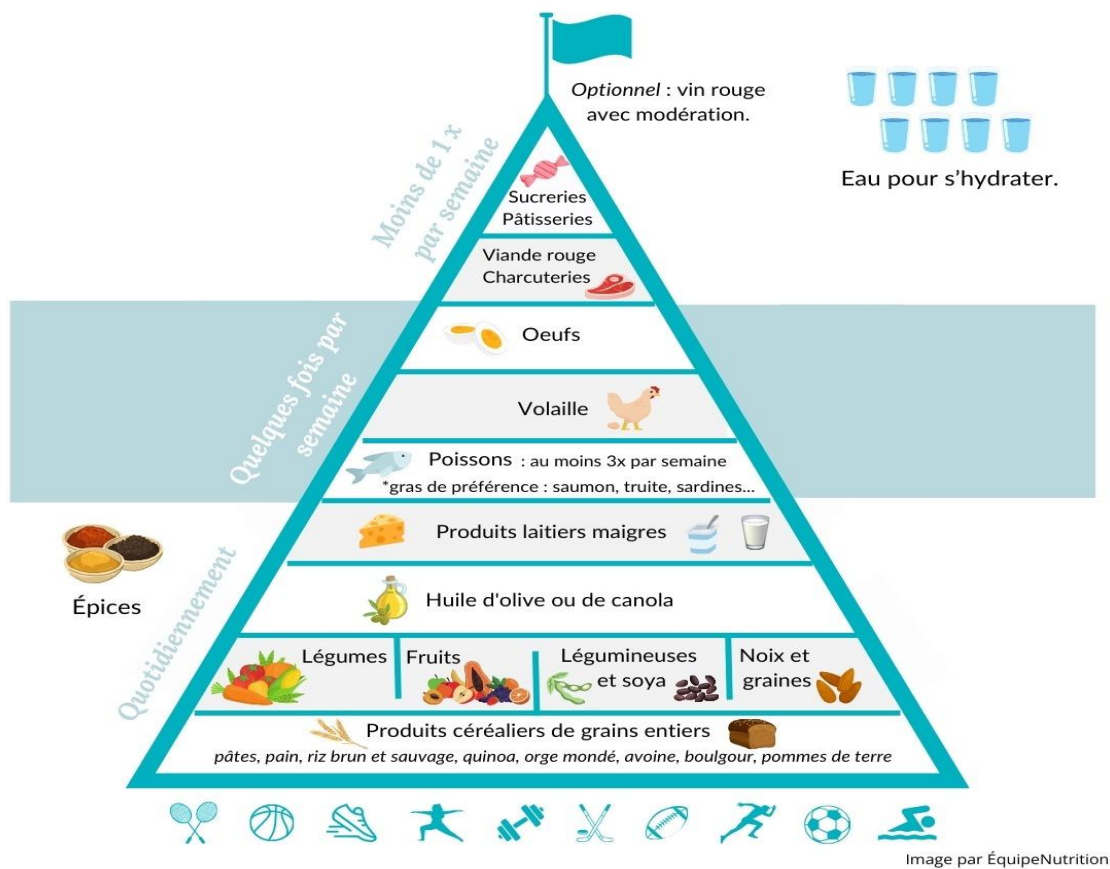 Optionnel : vin rouge
avec modération.
Eau pour s'hydrater.
Moins de 1 x
par semaine
Sucreries
Pâtisseries
Viande rouge
Charcuteries
Quelques fois par
semaine
Oeufs
Volaille
Poissons : au moins 3x par semaine
*gras de préférence : saumon, truite, sardines...
Épices
Quotidiennement
Produits laitiers maigres
Huile d'olive ou de canola
Légumes
Fruits
Légumineuses
et soya
Noix et
graines
Produits céréaliers de grains entiers
pâtes, pain, riz brun et sauvage, quinoa, orge mondé, avoine, boulgour, pommes de terre
Image par ÉquipeNutrition